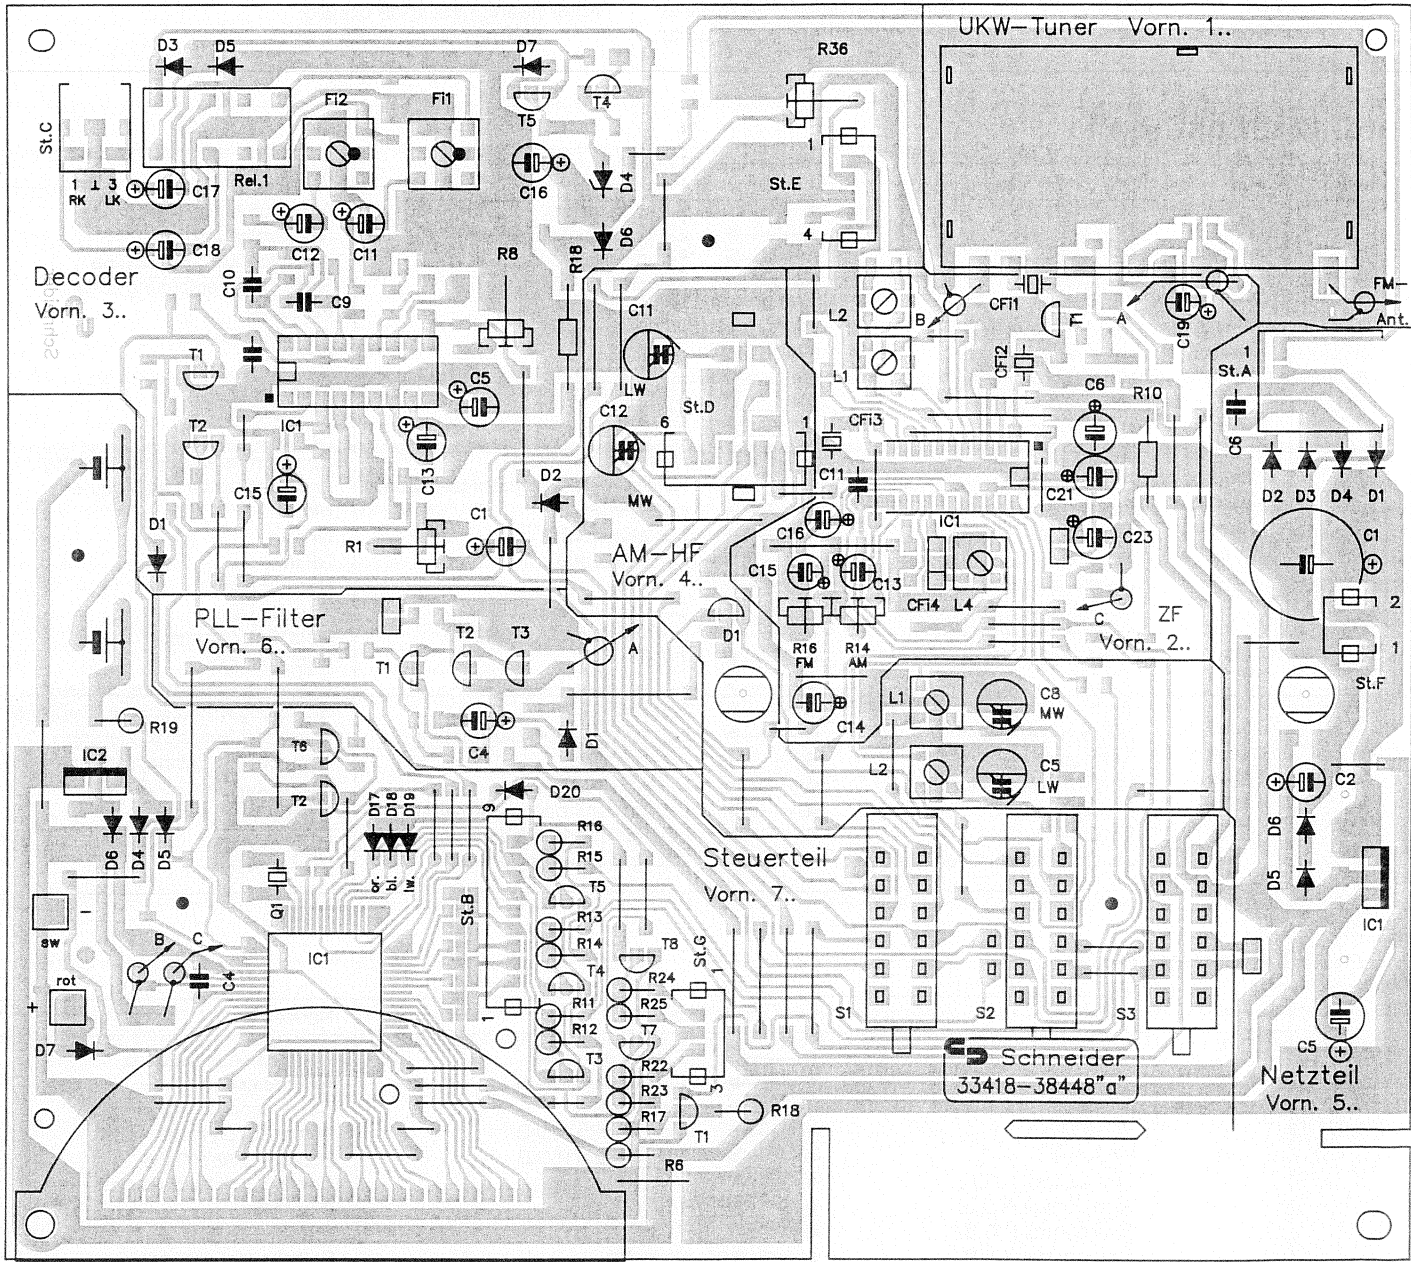 UKW-Tuner Vorn. 1..
D3 D5 D7 R36
Fi2 Fi1 T5 T4
St.C
1 ⊥ 3
RK LK
Rel.1
C17 C16 D4 St.E
1
4
C18 C12 C11 D6
R8 R18
Decoder
Vorn. 3..
C10 C9
C11
LW
L2 B CFi1 T1 A C19
FM-
Ant.
L1 CFi2
T1 C5 C12 St.D
6 1
C6 R10 St.A 1
C6
T2 IC1 C13 CFi3
C15 D2 MW C11 C21 D2 D3 D4 D1
D1 R1 C1 C16 IC1 C23 C1
AM-HF
Vorn. 4..
C15 C13 CFi4 L4 C
2
1
St.F
PLL-Filter
Vorn. 6..
T1 T2 T3 A D1
R16 R14
FM AM
ZF
Vorn. 2..
C14
L1 C8
MW
R19 C4 D1
IC2 T6 L2 C5
LW
C2
T2 D17 D18 D19 D20
9
D6 D4 D5
or. bl. lw.
R16
R15
T5
Steuerteil
Vorn. 7..
D6
D5
IC1
Q1 St.B
R13
R14
T8 St.G
1
sw -
B C C4 IC1
T4 R24
R25
rot +
R11
R12
1
T7
T3
R22
R23
3
D7
S1 S2 S3
Schneider
33418-38448"a"
C5
Netzteil
Vorn. 5..
R17 T1 R18
R6